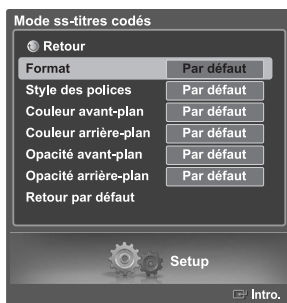 Mode ss-titres codés
Retour
Format Par défaut
Style des polices Par défaut
Couleur avant-plan Par défaut
Couleur arrière-plan Par défaut
Opacité avant-plan Par défaut
Opacité arrière-plan Par défaut
Retour par défaut
Setup
Intro.